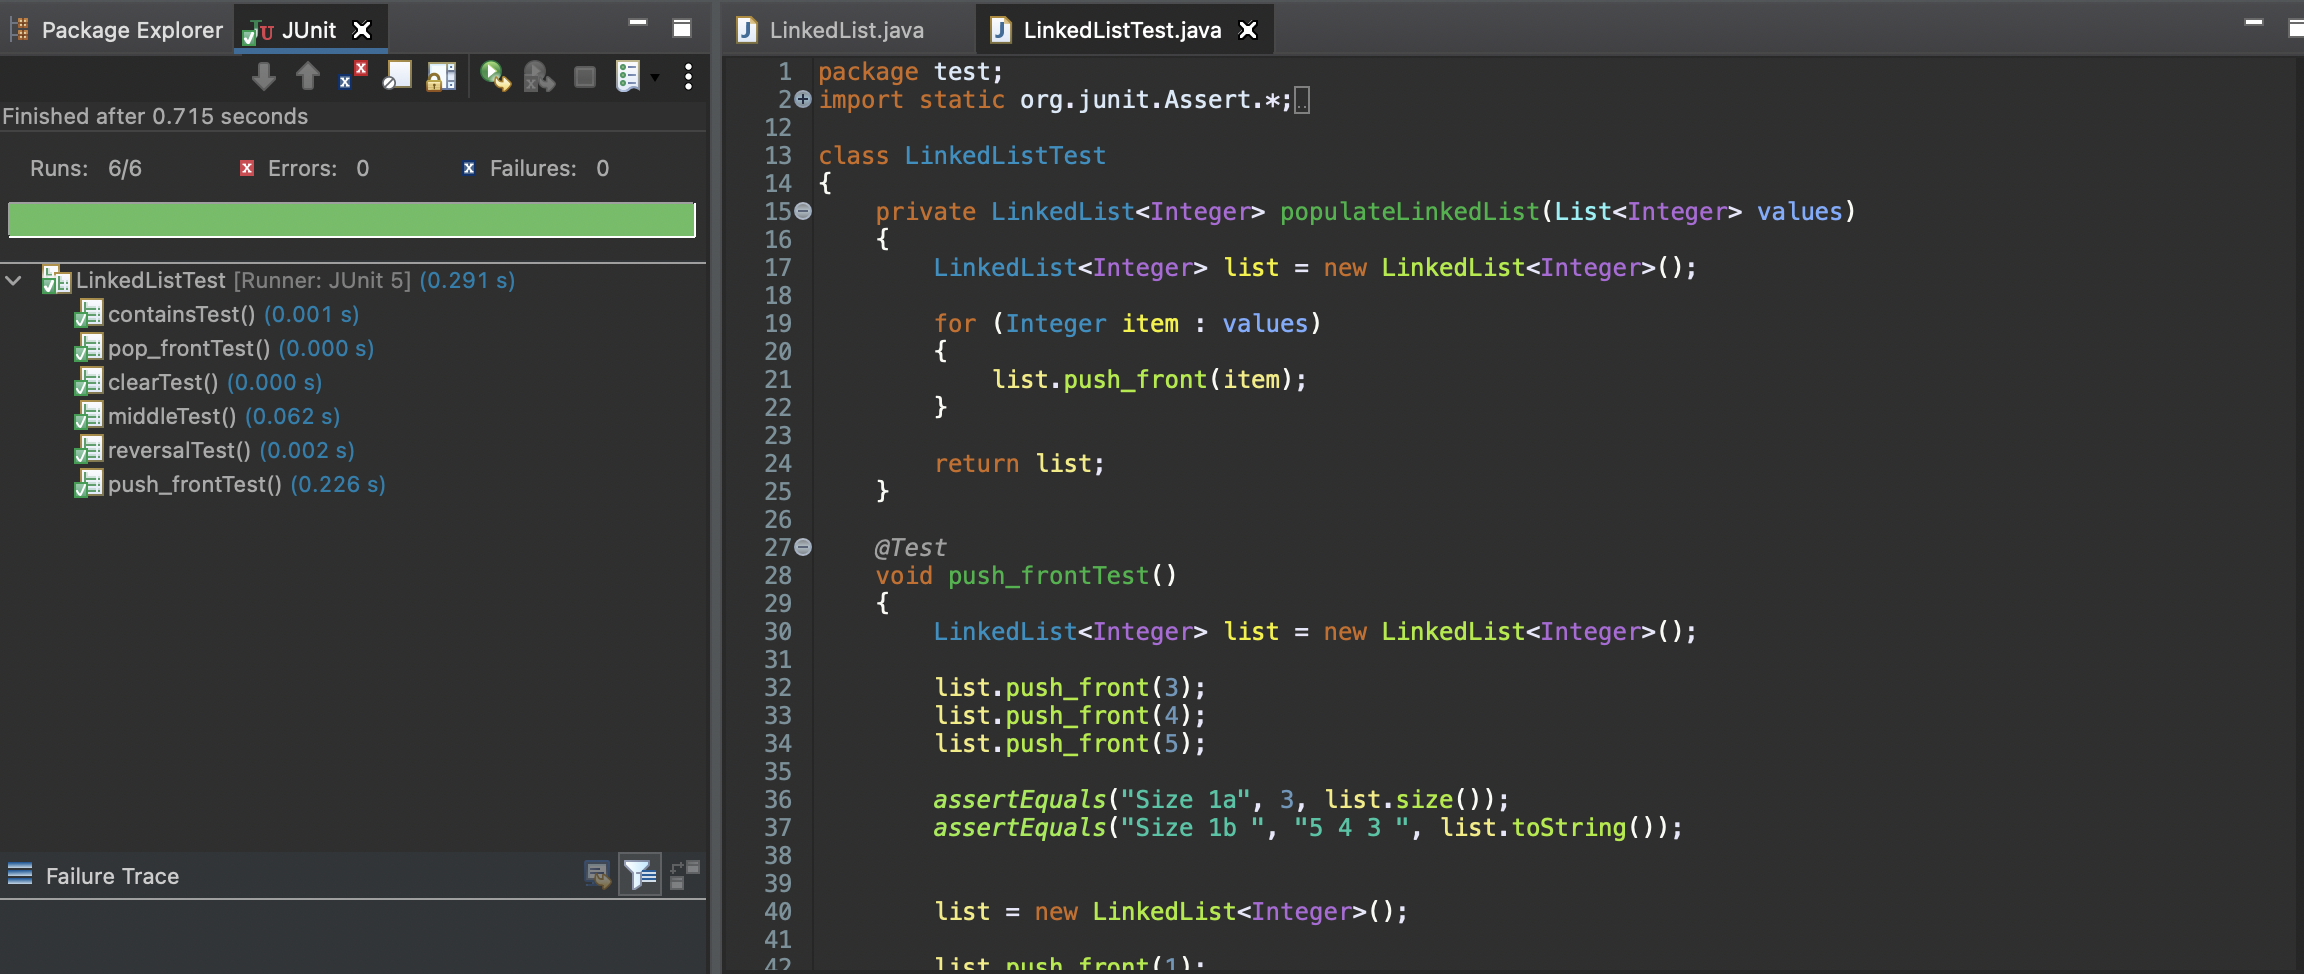 Package Explorer
JUnit
Finished after 0.715 seconds
Runs: 6/6 Errors: 0 Failures: 0
LinkedListTest [Runner: JUnit 5] (0.291 s)
containsTest() (0.001 s)
pop_frontTest() (0.000 s)
clearTest() (0.000 s)
middleTest() (0.062 s)
reversalTest() (0.002 s)
push_frontTest() (0.226 s)
Failure Trace
LinkedList.java
LinkedListTest.java
1 package test;
2 import static org.junit.Assert.*;
12
13 class LinkedListTest
14 {
15 private LinkedList<Integer> populateLinkedList(List<Integer> values)
16 {
17 LinkedList<Integer> list = new LinkedList<Integer>();
18
19 for (Integer item : values)
20 {
21 list.push_front(item);
22 }
23
24 return list;
25 }
26
27 @Test
28 void push_frontTest()
29 {
30 LinkedList<Integer> list = new LinkedList<Integer>();
31
32 list.push_front(3);
33 list.push_front(4);
34 list.push_front(5);
35
36 assertEquals("Size 1a", 3, list.size());
37 assertEquals("Size 1b ", "5 4 3 ", list.toString());
38
39
40 list = new LinkedList<Integer>();
41
42 list.push_front(1);